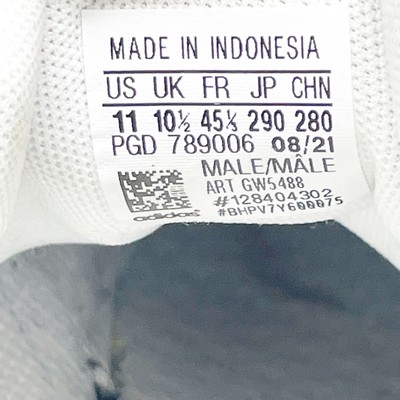 MADE IN INDONESIA
US UK FR JP CHN
11 10½ 45⅓ 290 280
PGD 789006 08/21
MALE/MÂLE
ART GW5488
#128404302
adidas #BHPV7Y600075